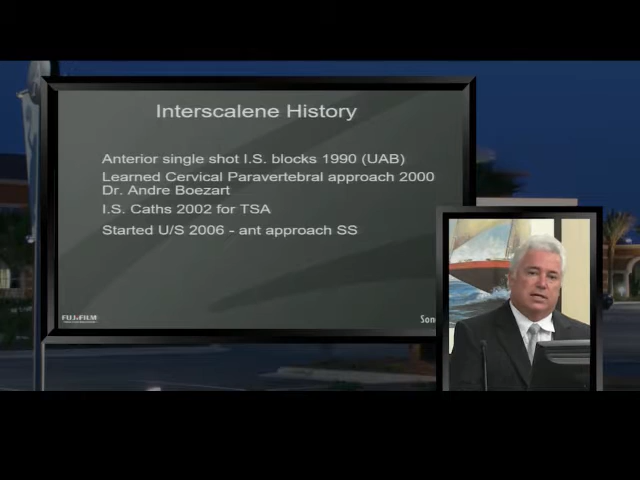 Interscalene History
Anterior single shot I.S. blocks 1990 (UAB)
Learned Cervical Paravertebral approach 2000
Dr. Andre Boezart
I.S. Caths 2002 for TSA
Started U/S 2006 - ant approach SS
FUJIFILM
Son